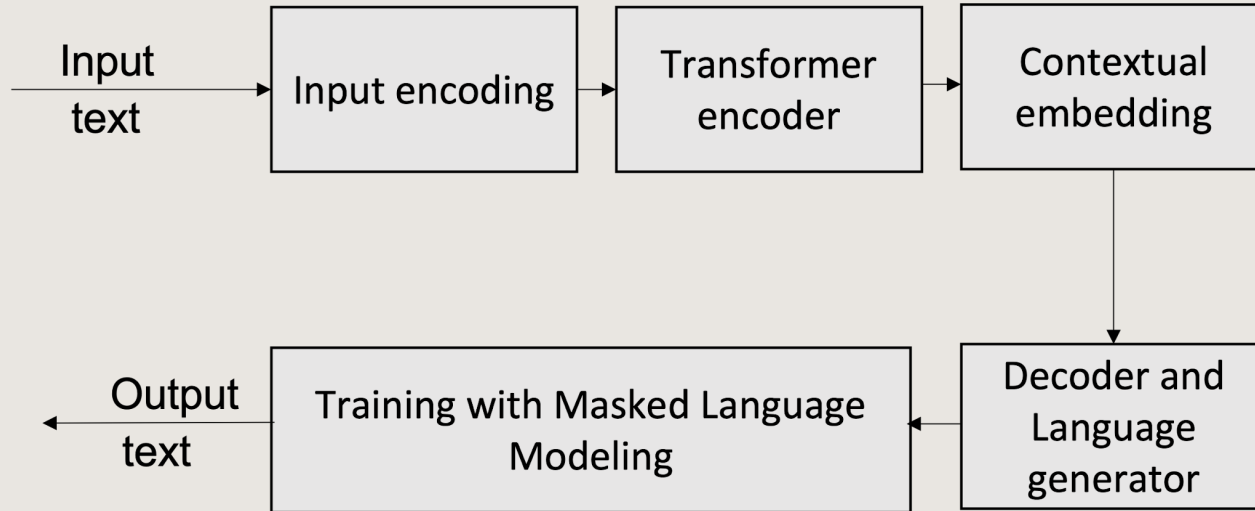 Input
text
Input encoding
Transformer
encoder
Contextual
embedding
Output
text
Training with Masked Language
Modeling
Decoder and
Language
generator